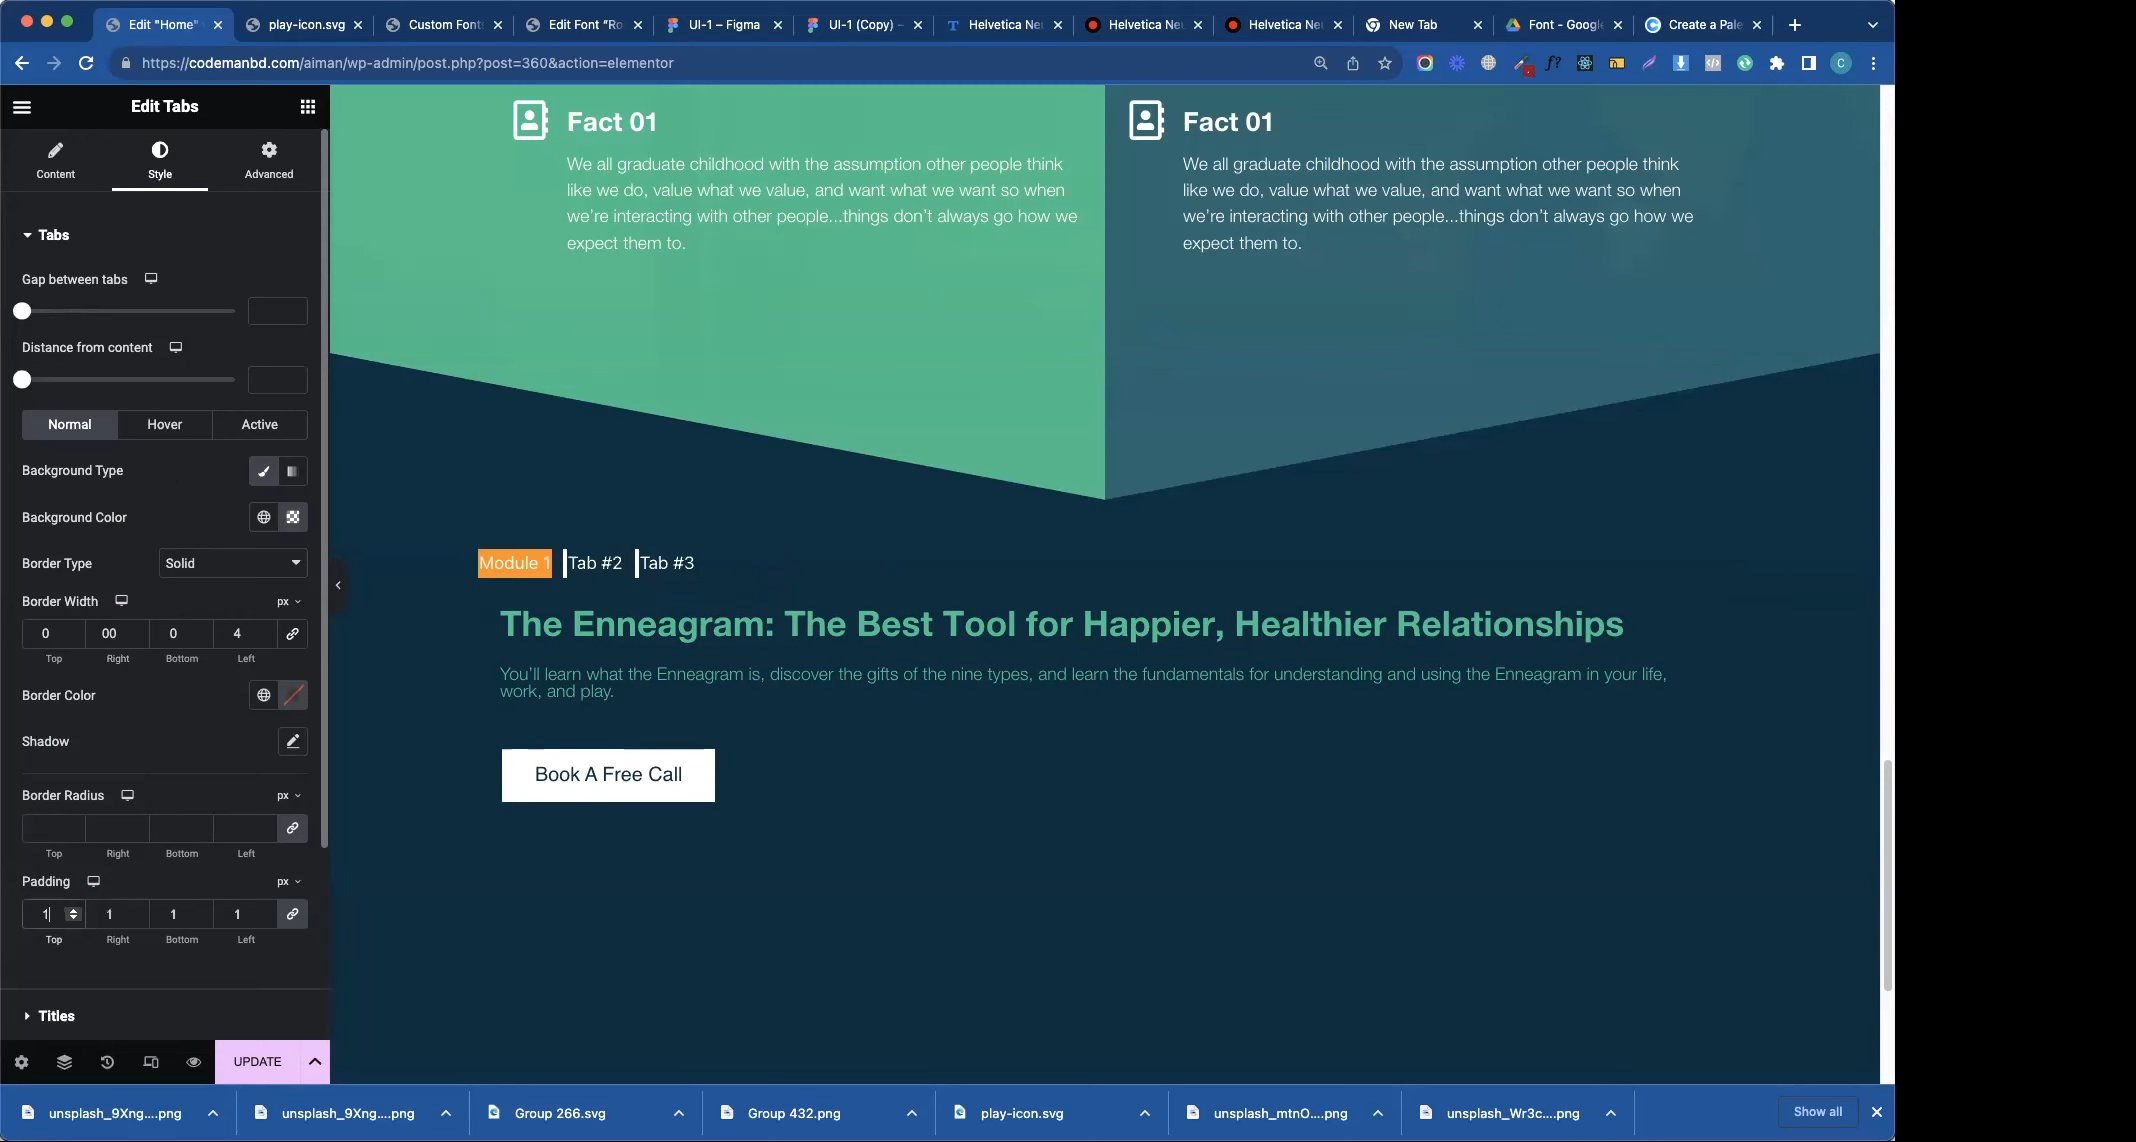 Edit "Home"
play-icon.svg
Custom Font
Edit Font “Ro
UI-1 – Figma
UI-1 (Copy) –
Helvetica Ne
Helvetica Ne
Helvetica Ne
New Tab
Font - Google
Create a Pale
https://codemanbd.com/aiman/wp-admin/post.php?post=360&action=elementor
C
Edit Tabs
Content
Style
Advanced
Tabs
Gap between tabs
Distance from content
Normal
Hover
Active
Background Type
Background Color
Border Type
Solid
Border Width
px
0 00 0 4
Top Right Bottom Left
Border Color
Shadow
Border Radius
px
Top Right Bottom Left
Padding
px
1 1 1 1
Top Right Bottom Left
Titles
UPDATE
Fact 01
We all graduate childhood with the assumption other people think
like we do, value what we value, and want what we want so when
we’re interacting with other people...things don’t always go how we
expect them to.
Fact 01
We all graduate childhood with the assumption other people think
like we do, value what we value, and want what we want so when
we’re interacting with other people...things don’t always go how we
expect them to.
Module 1
Tab #2
Tab #3
The Enneagram: The Best Tool for Happier, Healthier Relationships
You’ll learn what the Enneagram is, discover the gifts of the nine types, and learn the fundamentals for understanding and using the Enneagram in your life,
work, and play.
Book A Free Call
unsplash_9Xng....png
unsplash_9Xng....png
Group 266.svg
Group 432.png
play-icon.svg
unsplash_mtnO....png
unsplash_Wr3c....png
Show all